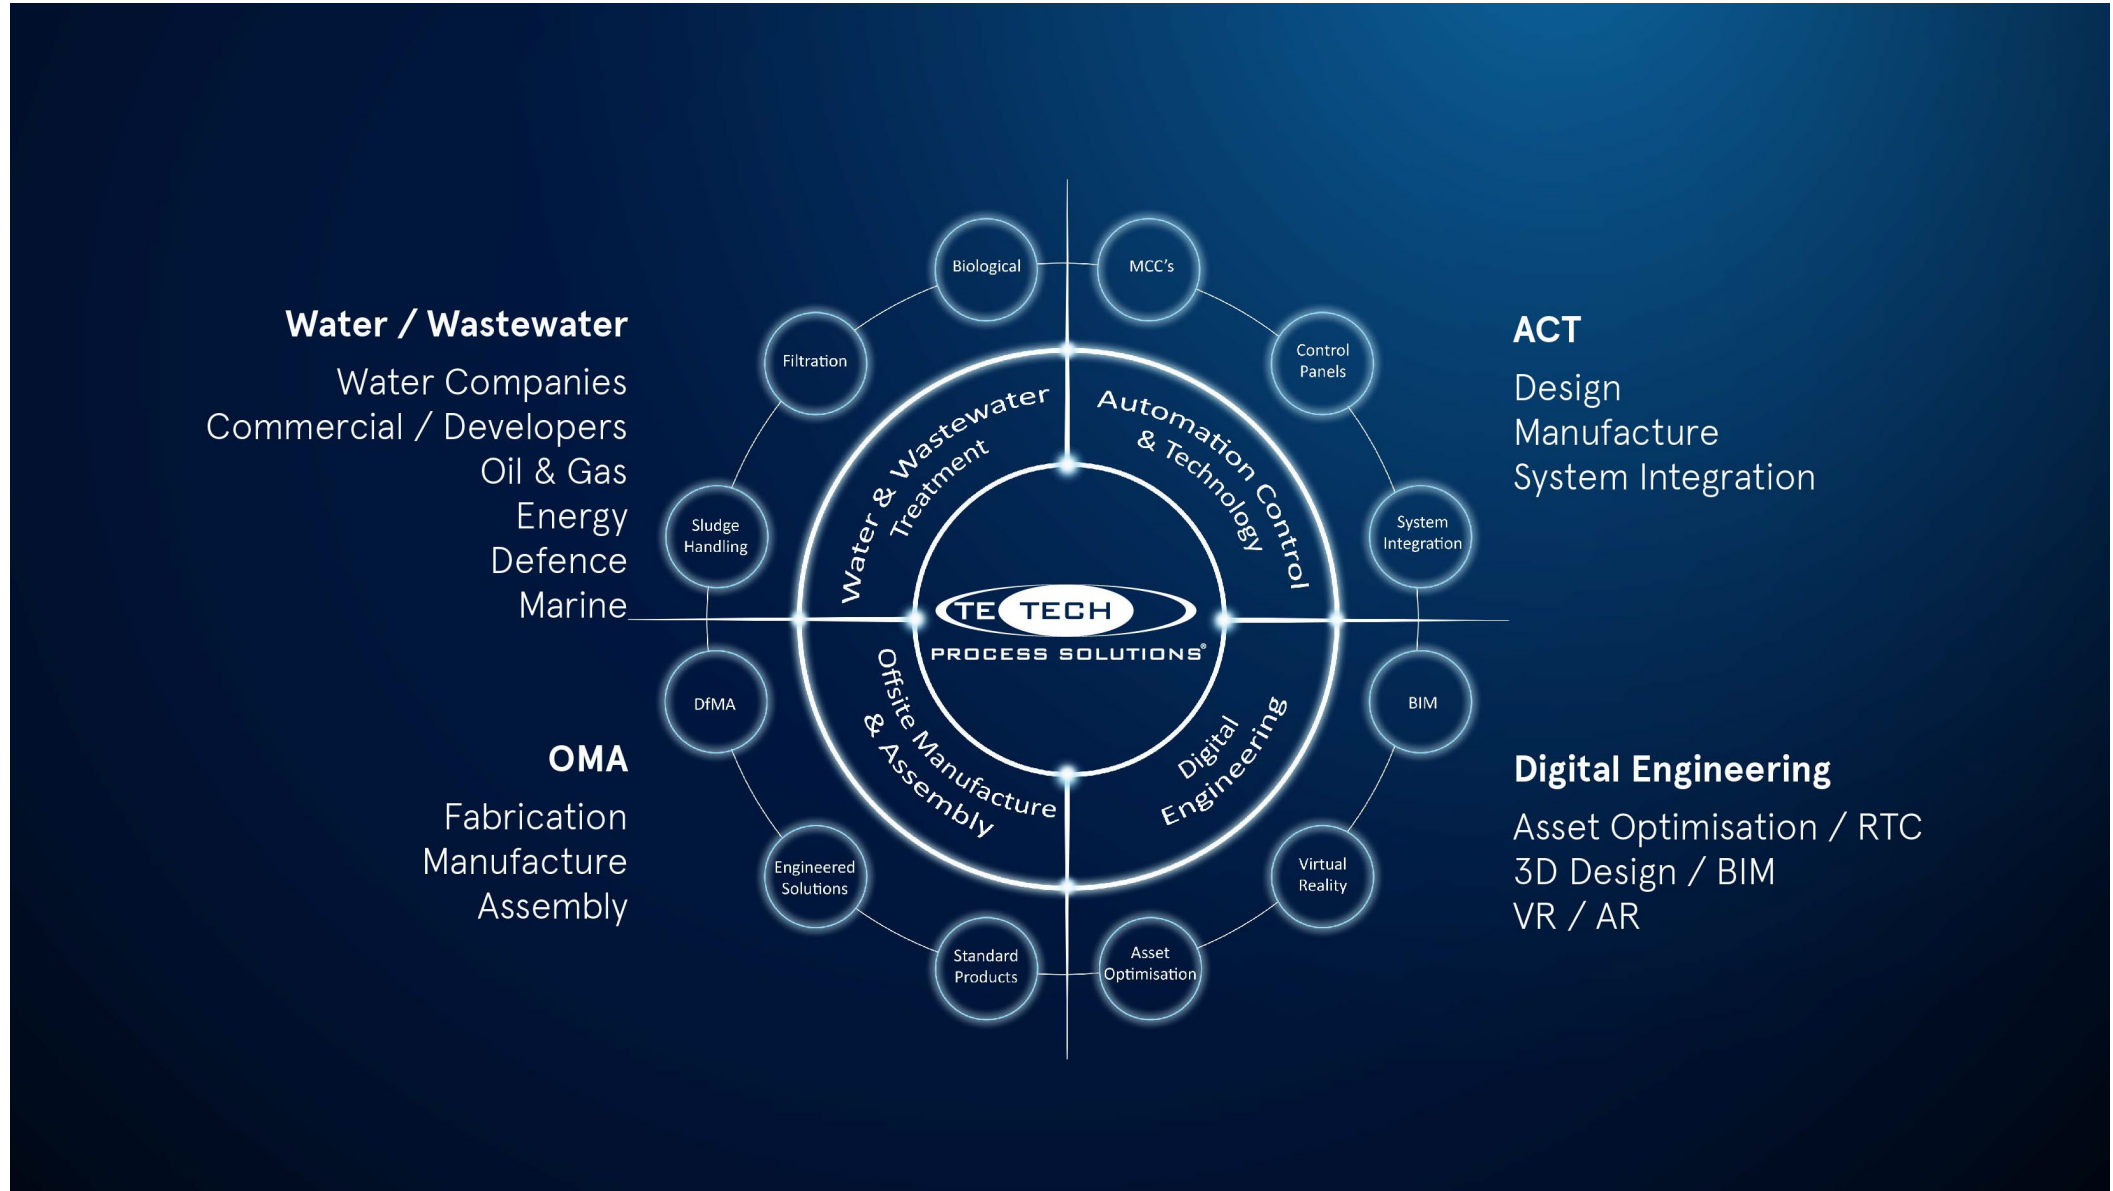 Water / Wastewater
Water Companies
Commercial / Developers
Oil & Gas
Energy
Defence
Marine
OMA
Fabrication
Manufacture
Assembly
Biological
Filtration
Sludge
Handling
DfMA
Engineered
Solutions
Standard
Products
MCC's
Control
Panels
System
Integration
BIM
Virtual
Reality
Asset
Optimisation
Water & Wastewater
Treatment
Automation Control
& Technology
Offsite Manufacture
& Assembly
Digital
Engineering
TE TECH
PROCESS SOLUTIONS®
ACT
Design
Manufacture
System Integration
Digital Engineering
Asset Optimisation / RTC
3D Design / BIM
VR / AR